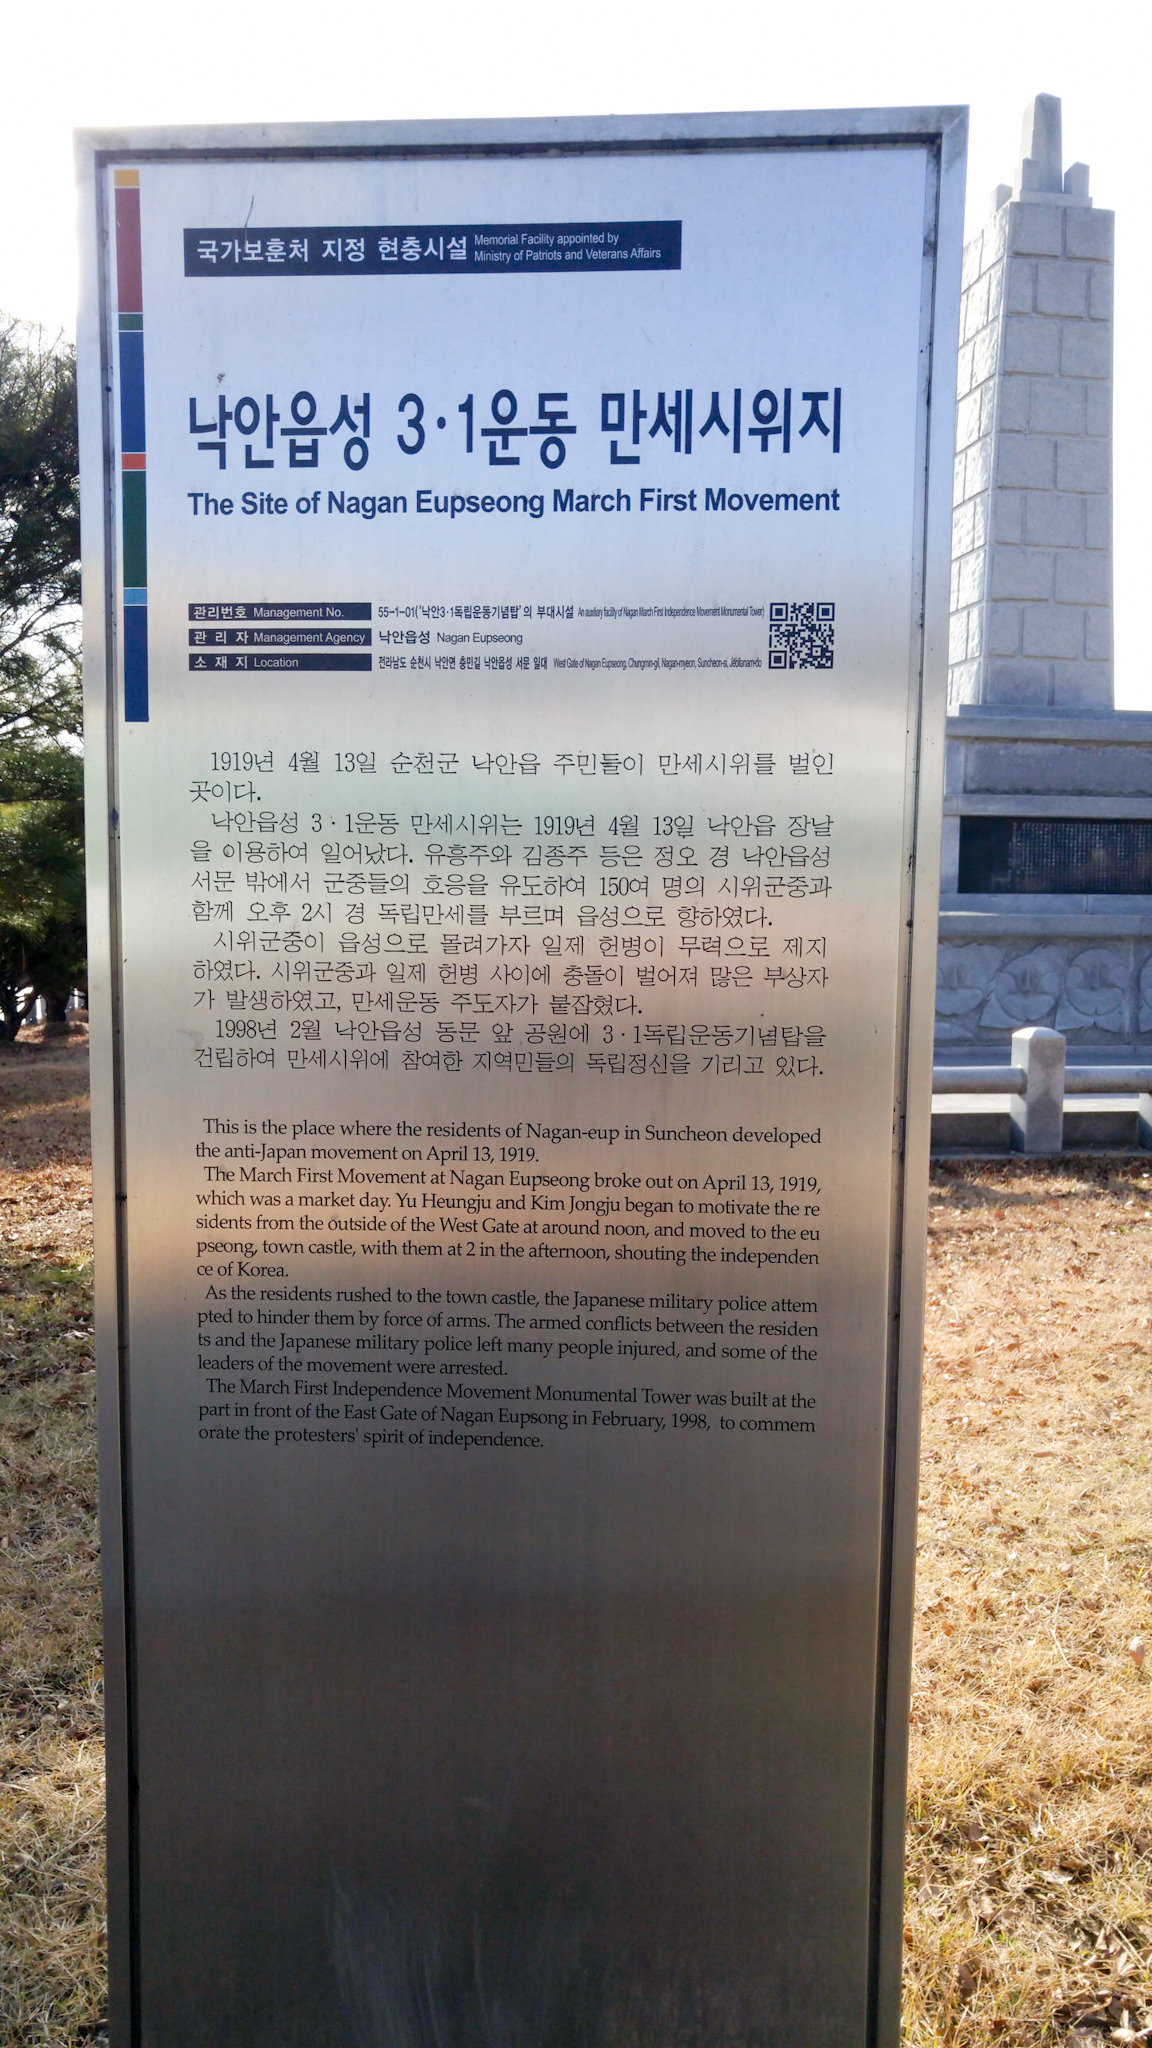 국가보훈처 지정 현충시설 Memorial Facility appointed by
Ministry of Patriots and Veterans Affairs
낙안읍성 3·1운동 만세시위지
The Site of Nagan Eupseong March First Movement
관리번호 Management No. 55-1-01('낙안3·1독립운동기념탑'의 부대시설 An auxiliary facility of Nagan March First Independence Movement Monumental Tower)
관 리 자 Management Agency 낙안읍성 Nagan Eupseong
소 재 지 Location 전라남도 순천시 낙안면 충민길 낙안읍성 서문 일대 West Gate of Nagan Eupseong, Chungmin-gil, Nagan-myeon, Suncheon-si, Jeollanam-do
1919년 4월 13일 순천군 낙안읍 주민들이 만세시위를 벌인
곳이다.
낙안읍성 3·1운동 만세시위는 1919년 4월 13일 낙안읍 장날
을 이용하여 일어났다. 유흥주와 김종주 등은 정오 경 낙안읍성
서문 밖에서 군중들의 호응을 유도하여 150여 명의 시위군중과
함께 오후 2시 경 독립만세를 부르며 읍성으로 향하였다.
시위군중이 읍성으로 몰려가자 일제 헌병이 무력으로 제지
하였다. 시위군중과 일제 헌병 사이에 충돌이 벌어져 많은 부상자
가 발생하였고, 만세운동 주도자가 붙잡혔다.
1998년 2월 낙안읍성 동문 앞 공원에 3·1독립운동기념탑을
건립하여 만세시위에 참여한 지역민들의 독립정신을 기리고 있다.
This is the place where the residents of Nagan-eup in Suncheon developed
the anti-Japan movement on April 13, 1919.
The March First Movement at Nagan Eupseong broke out on April 13, 1919,
which was a market day. Yu Heungju and Kim Jongju began to motivate the re
sidents from the outside of the West Gate at around noon, and moved to the eu
pseong, town castle, with them at 2 in the afternoon, shouting the independen
ce of Korea.
As the residents rushed to the town castle, the Japanese military police attem
pted to hinder them by force of arms. The armed conflicts between the residen
ts and the Japanese military police left many people injured, and some of the
leaders of the movement were arrested.
The March First Independence Movement Monumental Tower was built at the
part in front of the East Gate of Nagan Eupsong in February, 1998, to commem
orate the protesters' spirit of independence.